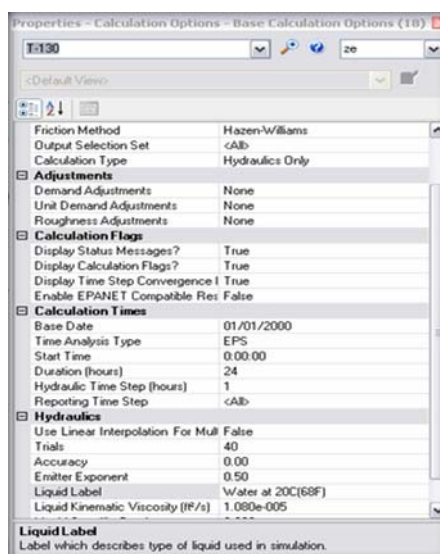 Properties - Calculation Options - Base Calculation Options (18)
T-130 ze
<Default View>
Friction Method Hazen-Williams
Output Selection Set <All>
Calculation Type Hydraulics Only
Adjustments
Demand Adjustments None
Unit Demand Adjustments None
Roughness Adjustments None
Calculation Flags
Display Status Messages? True
Display Calculation Flags? True
Display Time Step Convergence I True
Enable EPANET Compatible Res False
Calculation Times
Base Date 01/01/2000
Time Analysis Type EPS
Start Time 0:00:00
Duration (hours) 24
Hydraulic Time Step (hours) 1
Reporting Time Step <All>
Hydraulics
Use Linear Interpolation For Mult False
Trials 40
Accuracy 0.00
Emitter Exponent 0.50
Liquid Label Water at 20C(68F)
Liquid Kinematic Viscosity (ft²/s) 1.080e-005
Liquid Label
Label which describes type of liquid used in simulation.